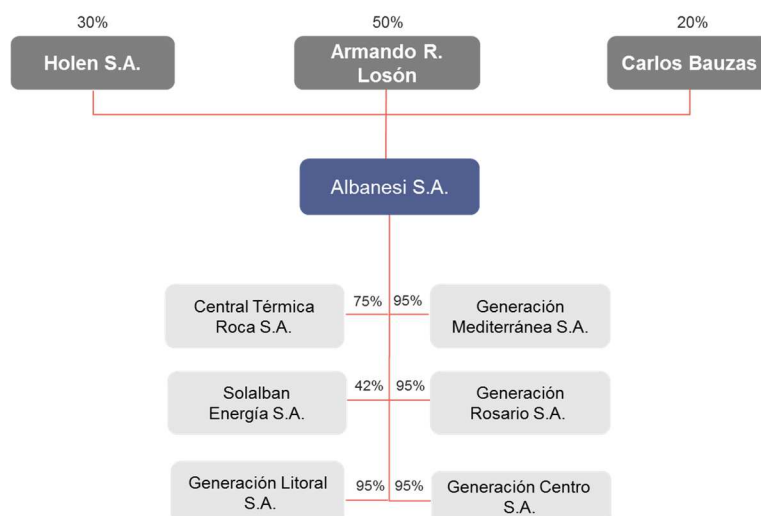 30%
50%
20%
Holen S.A.
Armando R.
Losón
Carlos Bauzas
Albanesi S.A.
Central Térmica
Roca S.A.
75%
95%
Generación
Mediterránea S.A.
Solalban
Energía S.A.
42%
95%
Generación
Rosario S.A.
Generación Litoral
S.A.
95%
95%
Generación Centro
S.A.